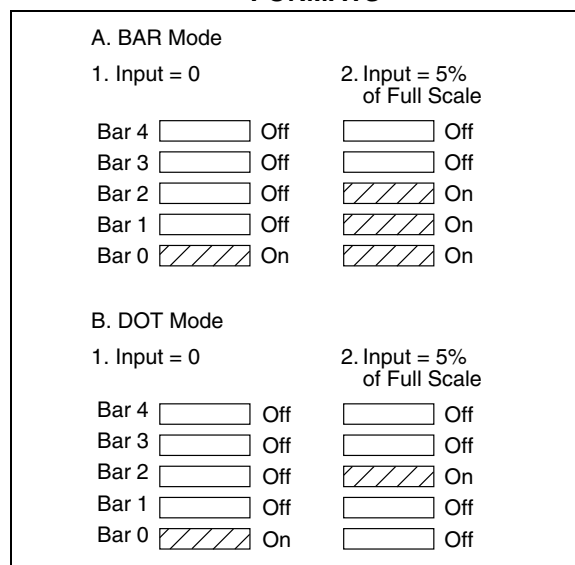 A. BAR Mode
1. Input = 0 2. Input = 5%
of Full Scale
Bar 4 Off Off
Bar 3 Off Off
Bar 2 Off On
Bar 1 Off On
Bar 0 On On
B. DOT Mode
1. Input = 0 2. Input = 5%
of Full Scale
Bar 4 Off Off
Bar 3 Off Off
Bar 2 Off On
Bar 1 Off Off
Bar 0 On Off